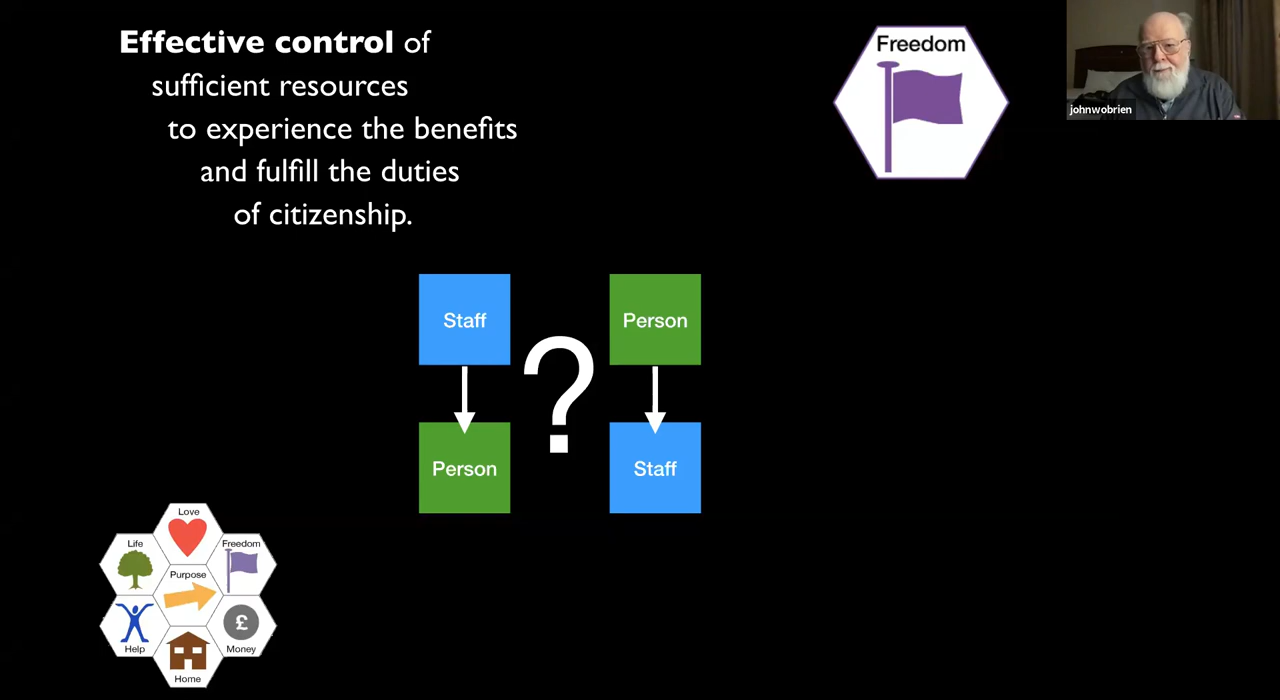 Effective control of
sufficient resources
to experience the benefits
and fulfill the duties
of citizenship.
Freedom
johnwobrien
Staff
Person
?
Person
Staff
Love
Life
Freedom
Purpose
£
Help
Money
Home